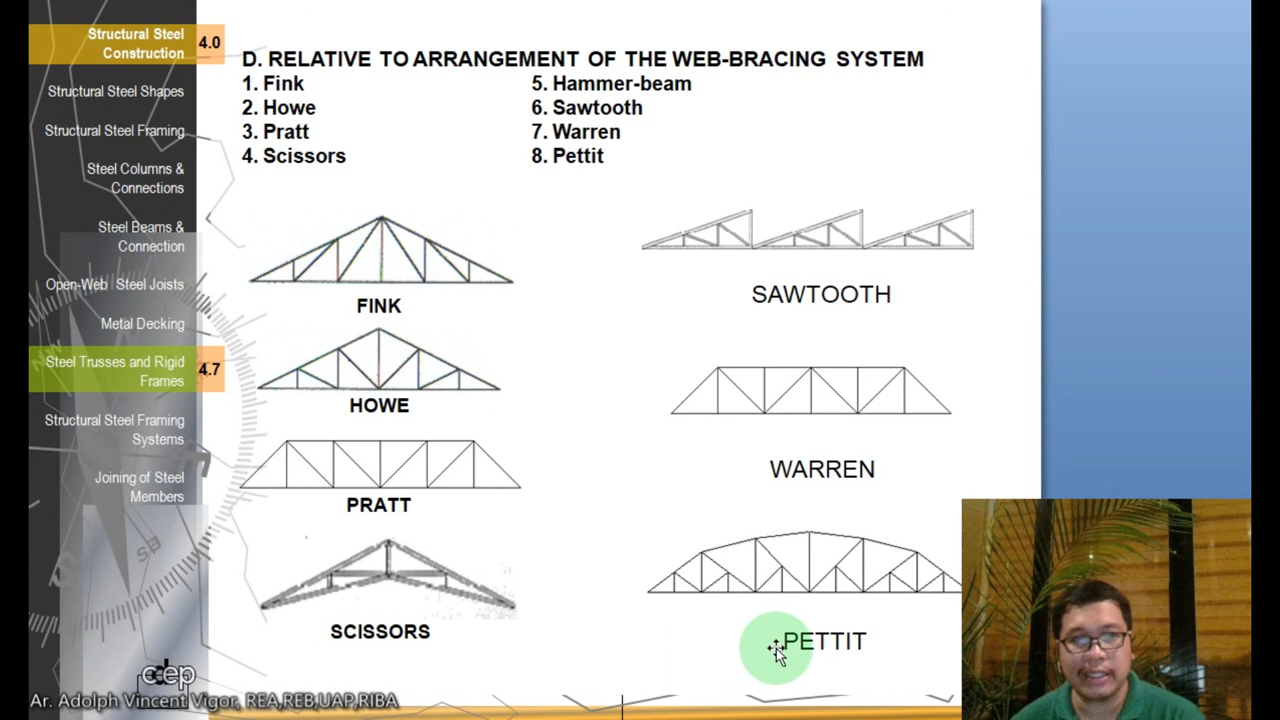 Structural Steel
Construction
4.0
Structural Steel Shapes
Structural Steel Framing
Steel Columns &
Connections
Steel Beams &
Connection
Open-Web Steel Joists
Metal Decking
Steel Trusses and Rigid
Frames
4.7
Structural Steel Framing
Systems
Joining of Steel
Members
D. RELATIVE TO ARRANGEMENT OF THE WEB-BRACING SYSTEM
1. Fink
2. Howe
3. Pratt
4. Scissors
5. Hammer-beam
6. Sawtooth
7. Warren
8. Pettit
FINK
HOWE
PRATT
SCISSORS
SAWTOOTH
WARREN
PETTIT
Ar. Adolph Vincent Vigor, REA,REB,UAP,RIBA